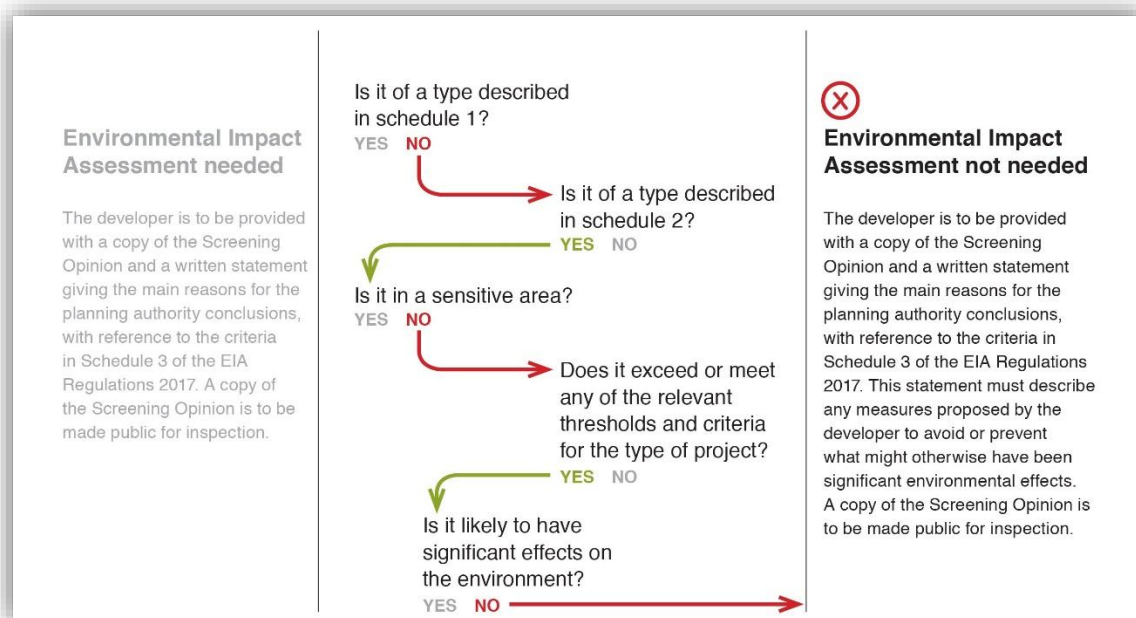 Environmental Impact
Assessment needed
The developer is to be provided
with a copy of the Screening
Opinion and a written statement
giving the main reasons for the
planning authority conclusions,
with reference to the criteria
in Schedule 3 of the EIA
Regulations 2017. A copy of
the Screening Opinion is to be
made public for inspection.
Is it of a type described
in schedule 1?
YES NO
Is it of a type described
in schedule 2?
YES NO
Is it in a sensitive area?
YES NO
Does it exceed or meet
any of the relevant
thresholds and criteria
for the type of project?
YES NO
Is it likely to have
significant effects on
the environment?
YES NO
X
Environmental Impact
Assessment not needed
The developer is to be provided
with a copy of the Screening
Opinion and a written statement
giving the main reasons for the
planning authority conclusions,
with reference to the criteria in
Schedule 3 of the EIA Regulations
2017. This statement must describe
any measures proposed by the
developer to avoid or prevent
what might otherwise have been
significant environmental effects.
A copy of the Screening Opinion is
to be made public for inspection.